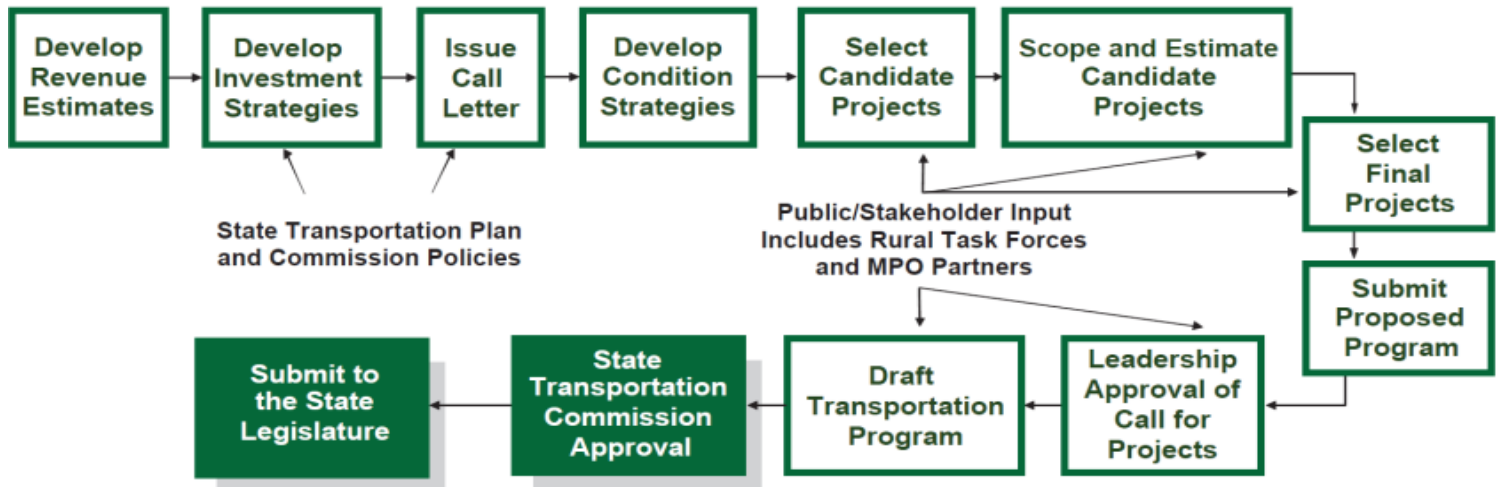 Develop
Revenue
Estimates
Develop
Investment
Strategies
Issue
Call
Letter
Develop
Condition
Strategies
Select
Candidate
Projects
Scope and Estimate
Candidate
Projects
Select
Final
Projects
State Transportation Plan
and Commission Policies
Public/Stakeholder Input
Includes Rural Task Forces
and MPO Partners
Submit
Proposed
Program
Leadership
Approval of
Call for
Projects
Draft
Transportation
Program
State
Transportation
Commission
Approval
Submit to
the State
Legislature